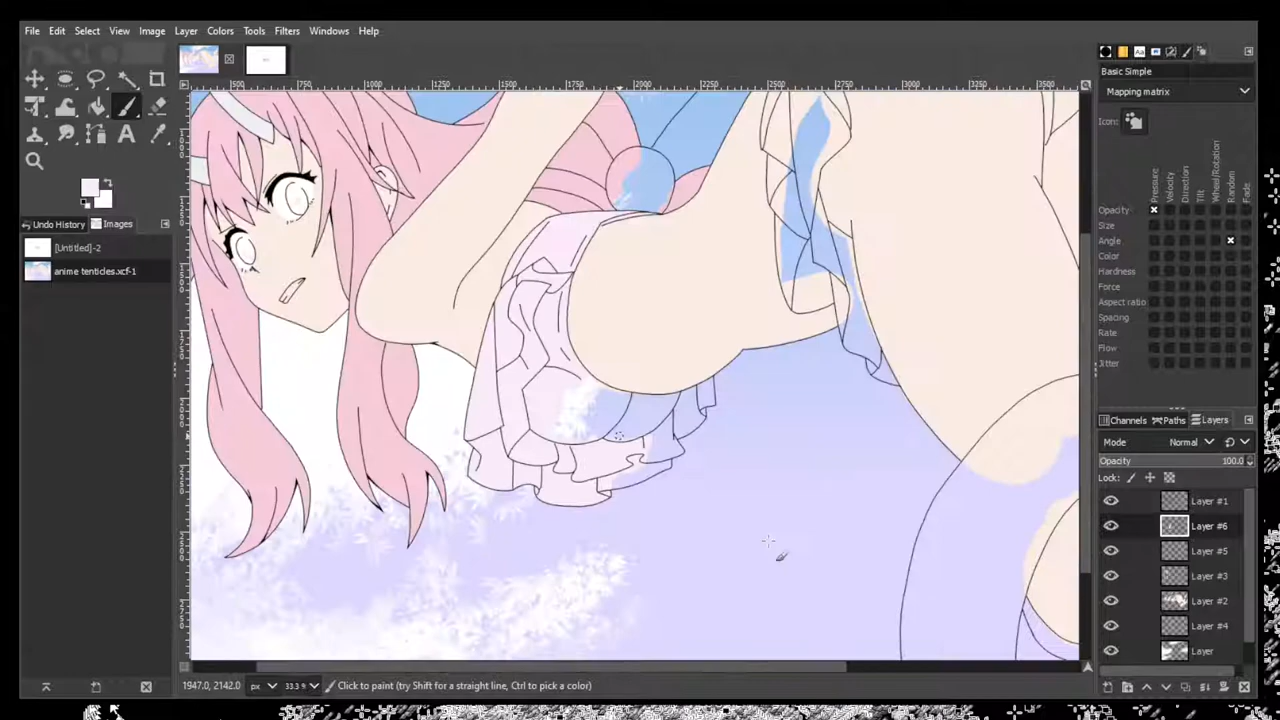 File Edit Select View Image Layer Colors Tools Filters Windows Help
Basic Simple
Mapping matrix
Icon:
Pressure Velocity Direction Tilt Wheel/Rotation Random Fade
Opacity
Size
Angle
Color
Hardness
Force
Aspect ratio
Spacing
Rate
Flow
Jitter
Undo History Images
[Untitled]-2
anime tenticles.xcf-1
Channels Paths Layers
Mode Normal
Opacity 100.0
Lock:
Layer #1
Layer #6
Layer #5
Layer #3
Layer #2
Layer #4
Layer
1947.0, 2142.0 px 33.3 % Click to paint (try Shift for a straight line, Ctrl to pick a color)